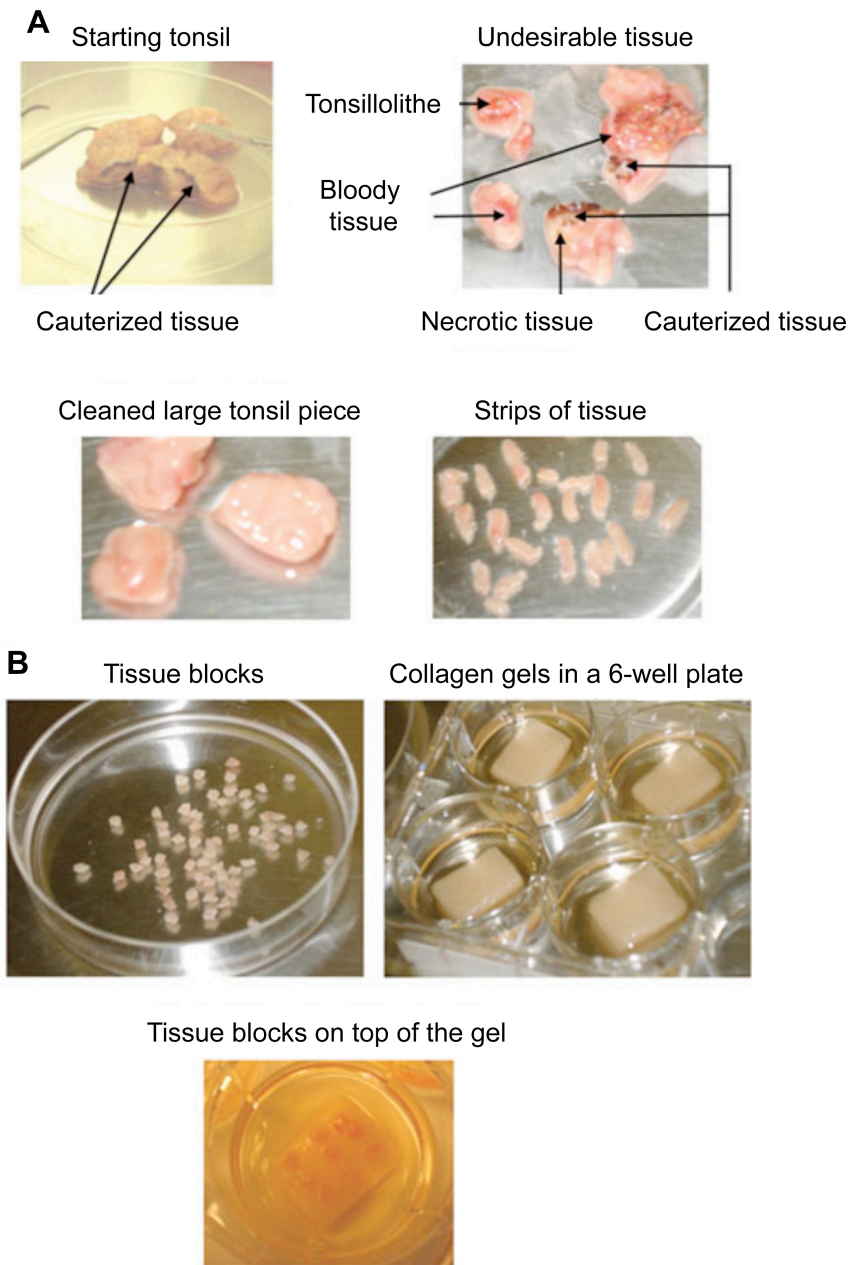 A
Starting tonsil
Undesirable tissue
Tonsillolithe
Bloody
tissue
Cauterized tissue
Necrotic tissue
Cauterized tissue
Cleaned large tonsil piece
Strips of tissue
B
Tissue blocks
Collagen gels in a 6-well plate
Tissue blocks on top of the gel